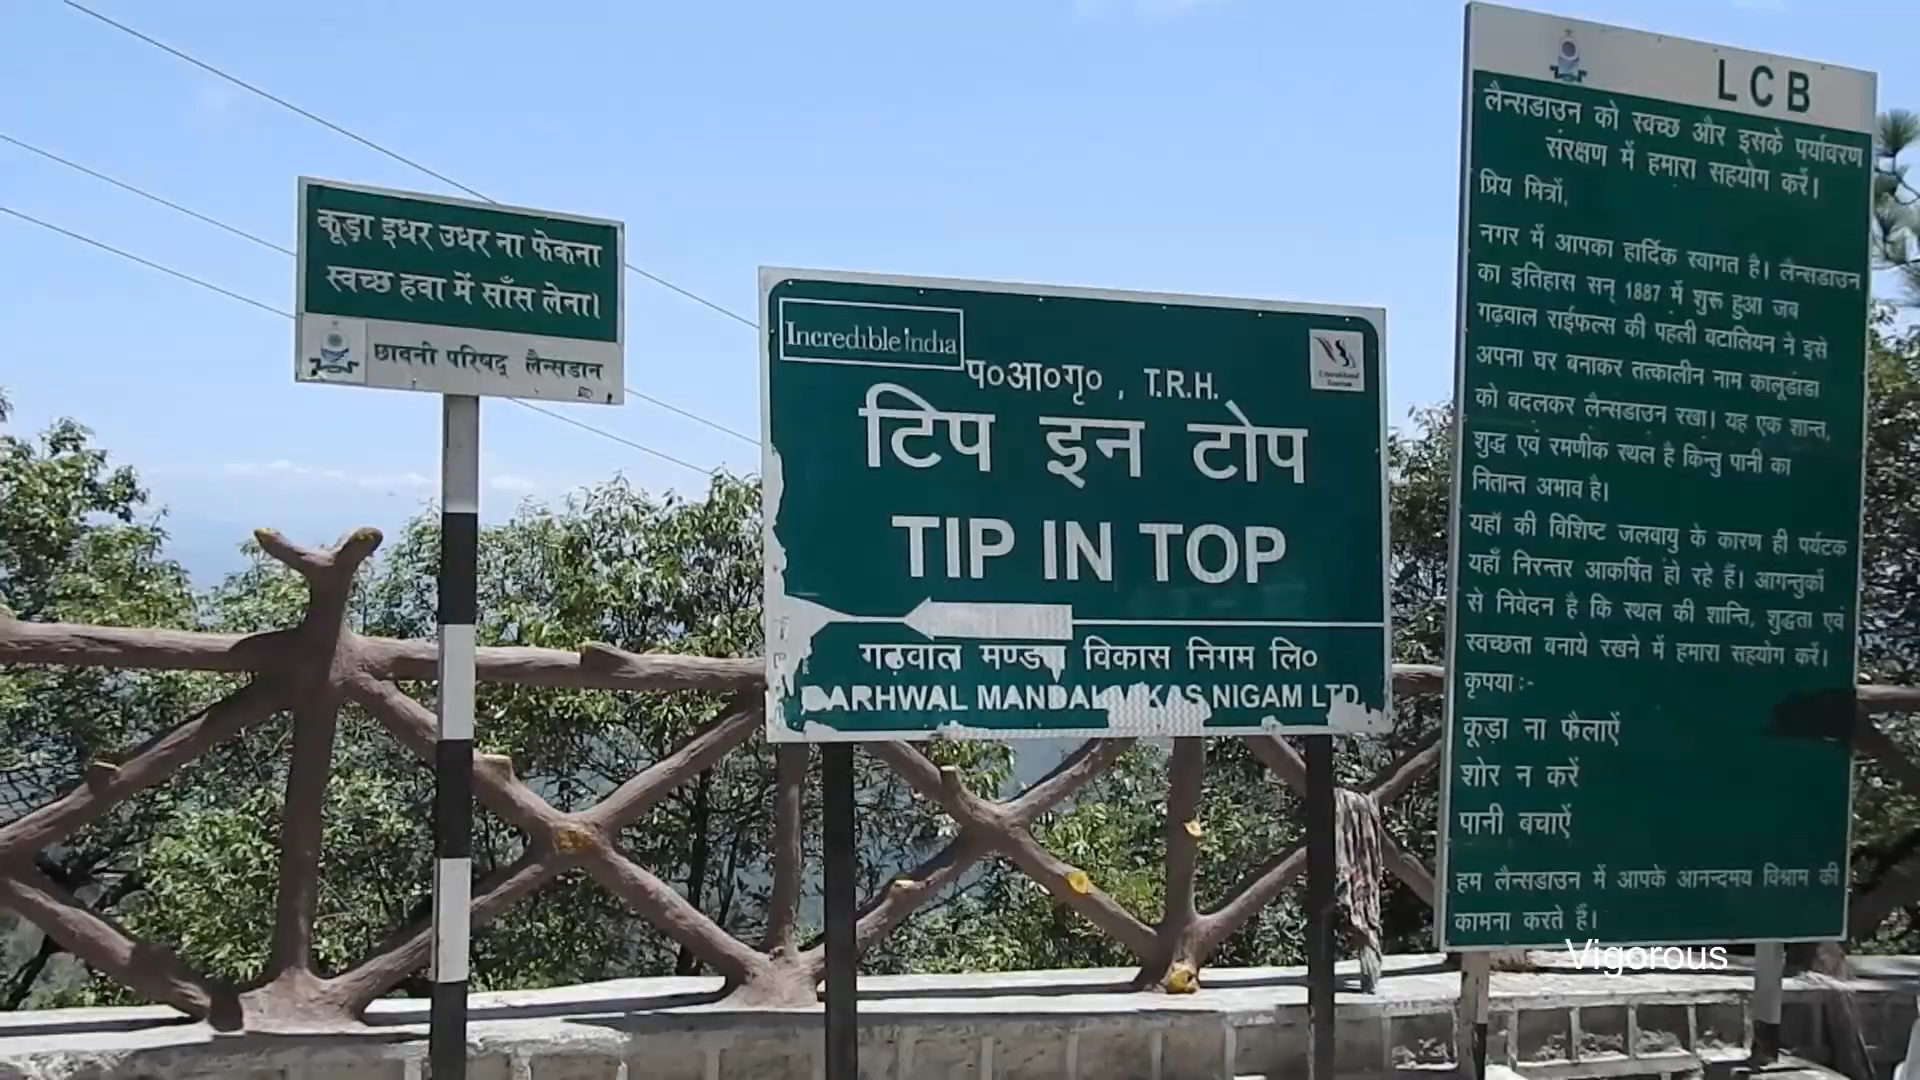 कूड़ा इधर् उधर् ना फेकना
स्वच्छ हवा में साँस लेना।
छावनी परिषद् लैन्सडान
Incredible India
प०आ०गृ० , T.R.H.
टिप इन टोप
TIP IN TOP
गढ़वाल मण्डल विकास निगम लि०
GARHWAL MANDAL VIKAS NIGAM LTD.
L C B
लैन्सडाउन को स्वच्छ और इसके पर्यावरण
संरक्षण में हमारा सहयोग करें।
प्रिय मित्रों,
नगर में आपका हार्दिक स्वागत है। लैन्सडाउन
का इतिहास सन् 1887 में शुरू हुआ जब
गढ़वाल राईफल्स की पहली बटालियन ने इसे
अपना घर बनाकर तत्कालीन नाम कालूडांडा
को बदलकर लैन्सडाउन रखा। यह एक शान्त,
शुद्ध एवं रमणीक स्थल है किन्तु पानी का
नितान्त अभाव है।
यहाँ की विशिष्ट जलवायु के कारण ही पर्यटक
यहाँ निरन्तर आकर्षित हो रहे हैं। आगन्तुकों
से निवेदन है कि स्थल की शान्ति, शुद्धता एवं
स्वच्छता बनाये रखने में हमारा सहयोग करें।
कृपया :-
कूड़ा ना फैलाऐं
शोर न करें
पानी बचाऐं
हम लैन्सडाउन में आपके आनन्दमय विश्राम की
कामना करते हैं।
Vigorous